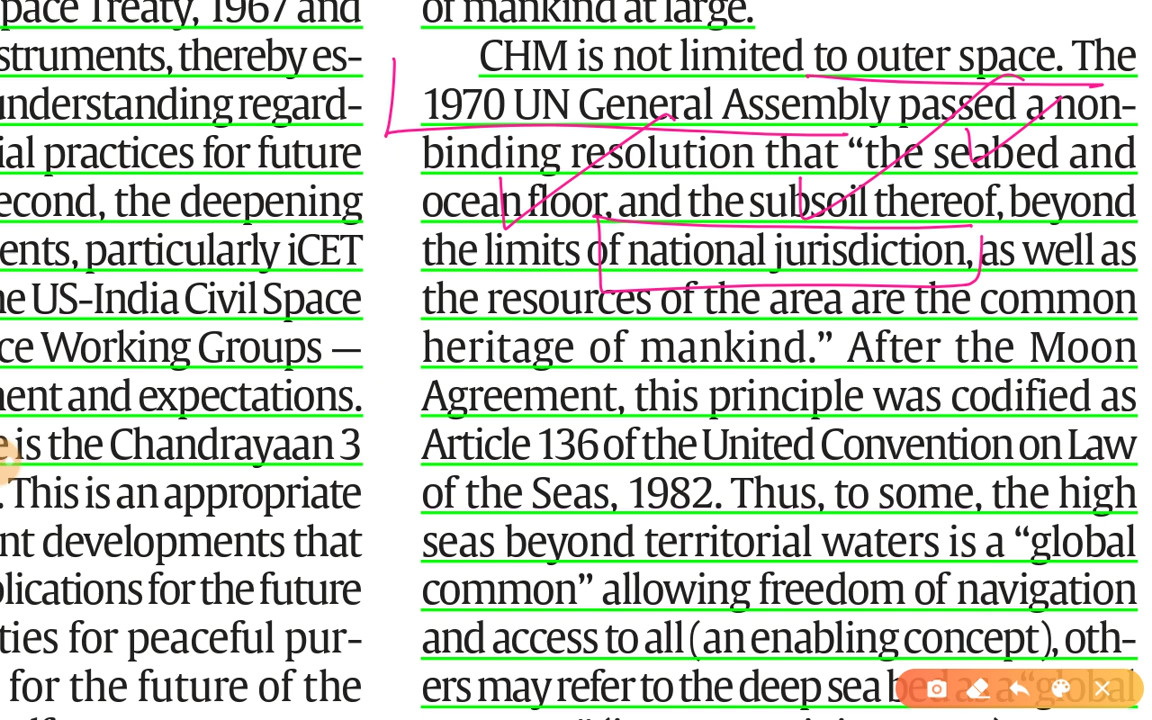 pace Treaty, 1967 and
struments, thereby es-
understanding regard-
ial practices for future
econd, the deepening
ents, particularly iCET
ne US-India Civil Space
ce Working Groups —
nent and expectations.
e is the Chandrayaan 3
. This is an appropriate
nt developments that
plications for the future
ties for peaceful pur-
for the future of the
of mankind at large.
CHM is not limited to outer space. The
1970 UN General Assembly passed a non-
binding resolution that “the seabed and
ocean floor, and the subsoil thereof, beyond
the limits of national jurisdiction, as well as
the resources of the area are the common
heritage of mankind.” After the Moon
Agreement, this principle was codified as
Article 136 of the United Convention on Law
of the Seas, 1982. Thus, to some, the high
seas beyond territorial waters is a “global
common” allowing freedom of navigation
and access to all (an enabling concept), oth-
ers may refer to the deep sea bed as a “global